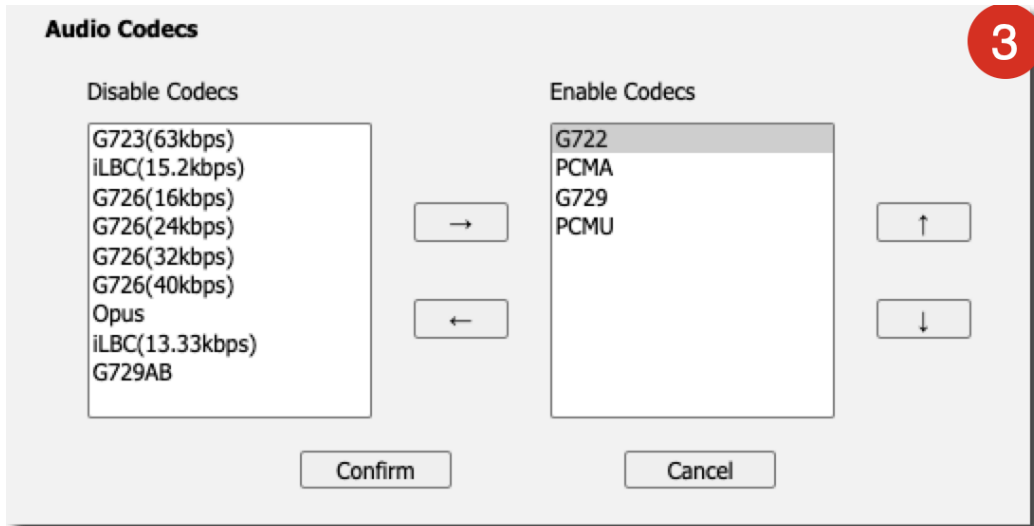 Audio Codecs
3
Disable Codecs
G723(63kbps)
iLBC(15.2kbps)
G726(16kbps)
G726(24kbps)
G726(32kbps)
G726(40kbps)
Opus
iLBC(13.33kbps)
G729AB
→
←
Enable Codecs
G722
PCMA
G729
PCMU
↑
↓
Confirm
Cancel